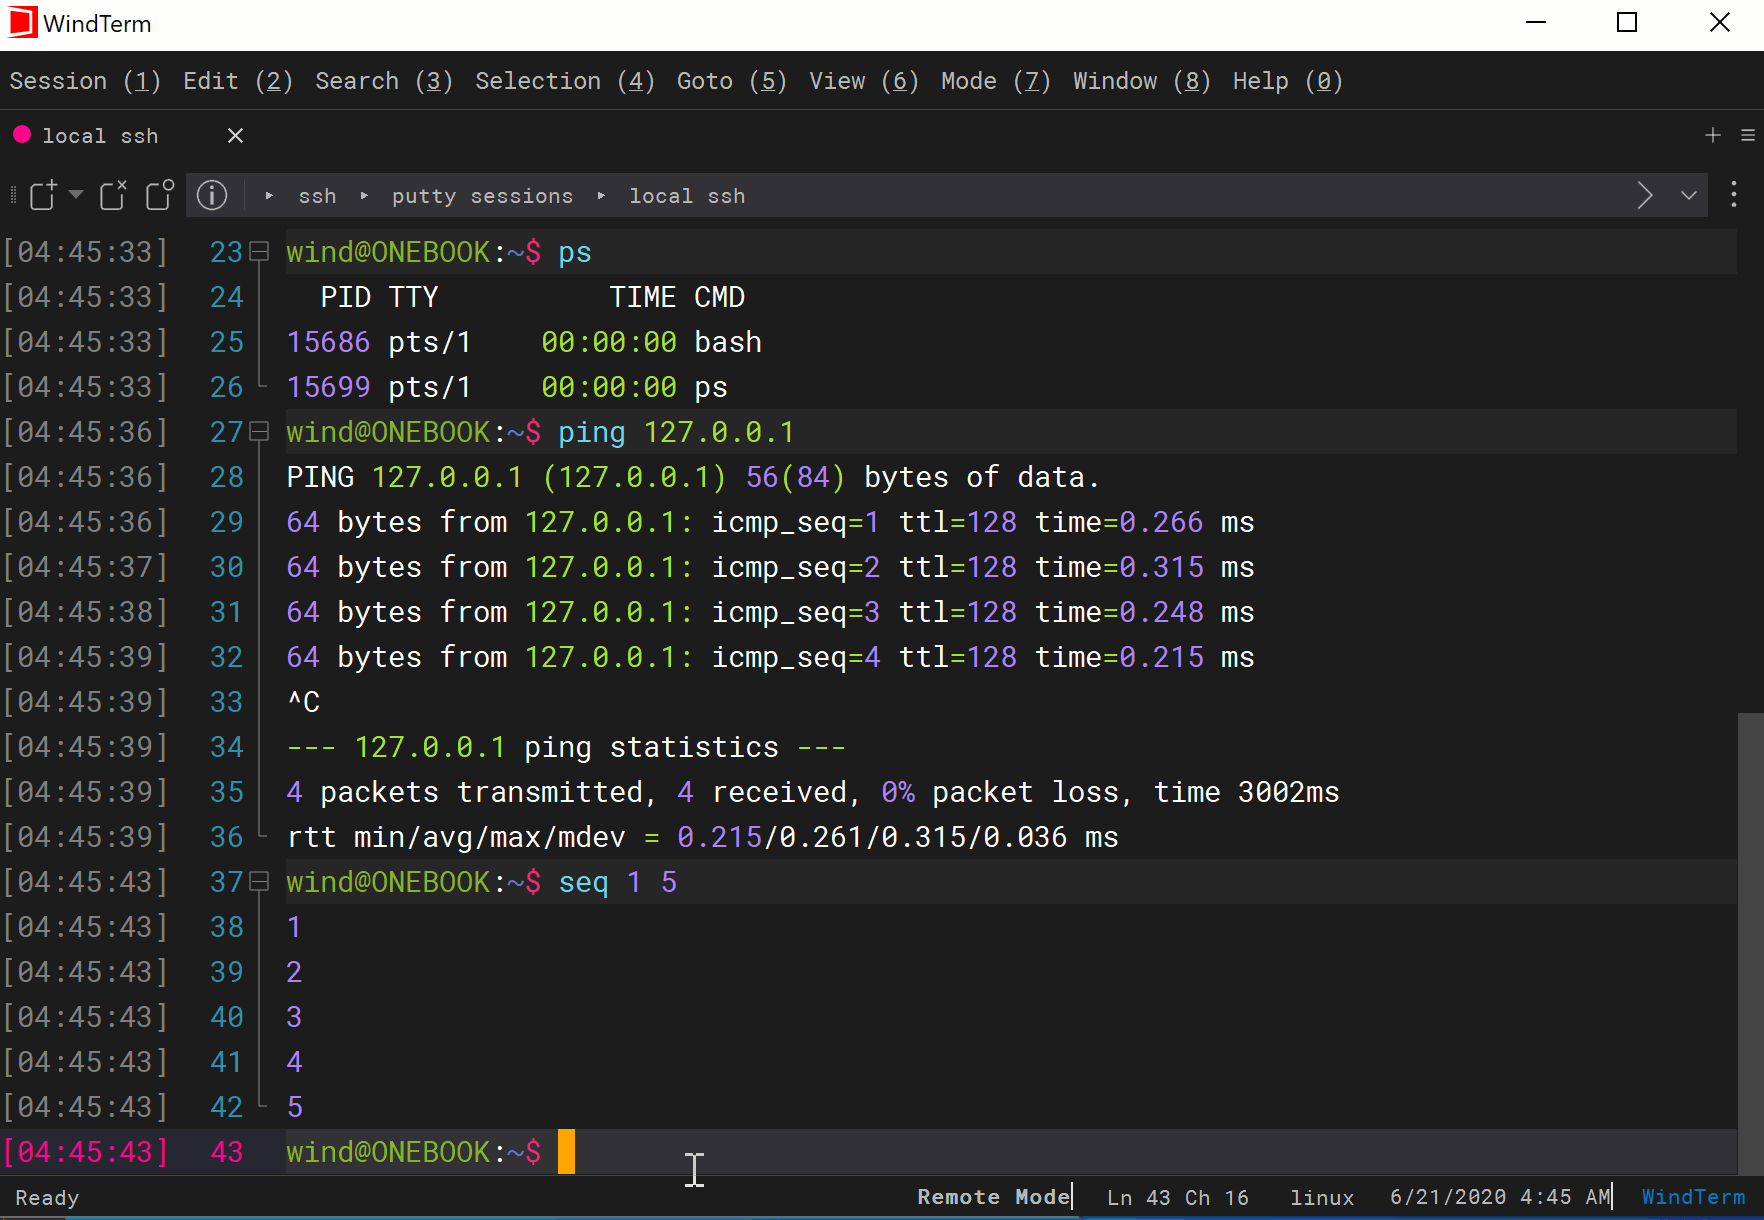 WindTerm
Session (1) Edit (2) Search (3) Selection (4) Goto (5) View (6) Mode (7) Window (8) Help (0)
local ssh
ssh putty sessions local ssh
[04:45:33] 23 wind@ONEBOOK:~$ ps
[04:45:33] 24 PID TTY TIME CMD
[04:45:33] 25 15686 pts/1 00:00:00 bash
[04:45:33] 26 15699 pts/1 00:00:00 ps
[04:45:36] 27 wind@ONEBOOK:~$ ping 127.0.0.1
[04:45:36] 28 PING 127.0.0.1 (127.0.0.1) 56(84) bytes of data.
[04:45:36] 29 64 bytes from 127.0.0.1: icmp_seq=1 ttl=128 time=0.266 ms
[04:45:37] 30 64 bytes from 127.0.0.1: icmp_seq=2 ttl=128 time=0.315 ms
[04:45:38] 31 64 bytes from 127.0.0.1: icmp_seq=3 ttl=128 time=0.248 ms
[04:45:39] 32 64 bytes from 127.0.0.1: icmp_seq=4 ttl=128 time=0.215 ms
[04:45:39] 33 ^C
[04:45:39] 34 --- 127.0.0.1 ping statistics ---
[04:45:39] 35 4 packets transmitted, 4 received, 0% packet loss, time 3002ms
[04:45:39] 36 rtt min/avg/max/mdev = 0.215/0.261/0.315/0.036 ms
[04:45:43] 37 wind@ONEBOOK:~$ seq 1 5
[04:45:43] 38 1
[04:45:43] 39 2
[04:45:43] 40 3
[04:45:43] 41 4
[04:45:43] 42 5
[04:45:43] 43 wind@ONEBOOK:~$
Ready Remote Mode Ln 43 Ch 16 linux 6/21/2020 4:45 AM WindTerm